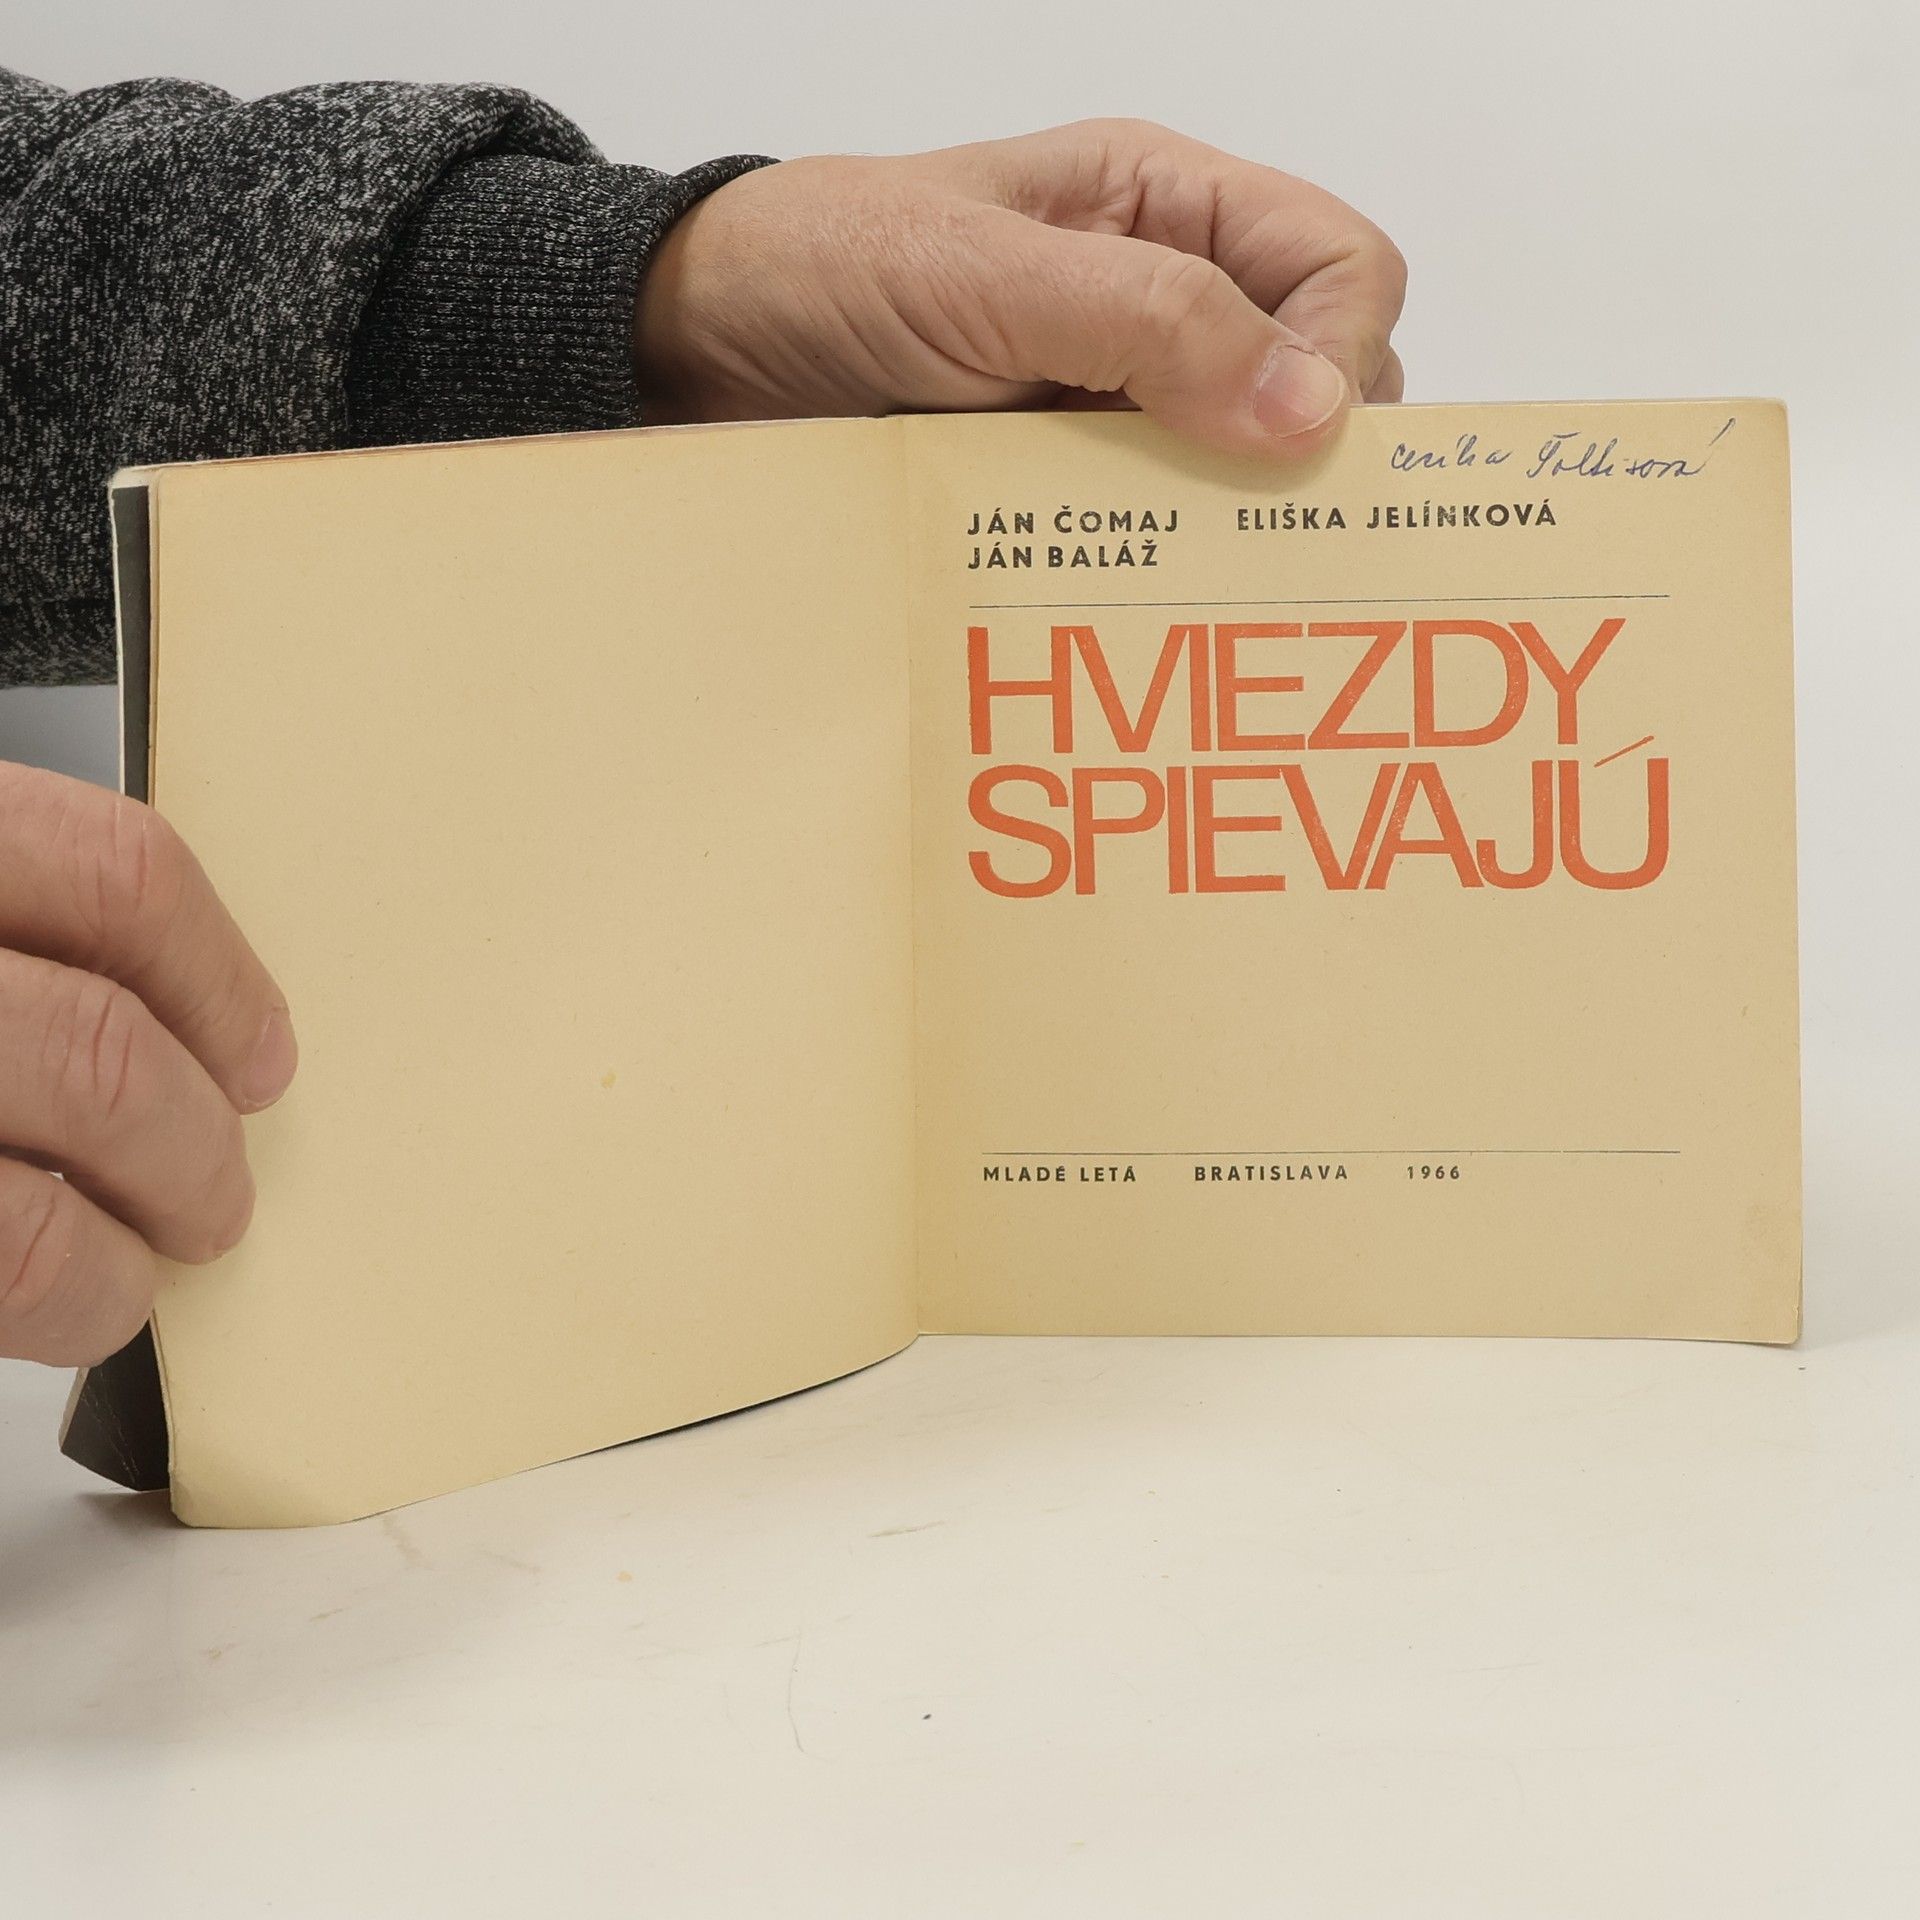 JÁN ČOMAJ ELIŠKA JELÍNKOVÁ
JÁN BALÁŽ
HVIEZDY
SPIEVAJÚ
MLADÉ LETÁ BRATISLAVA 1966